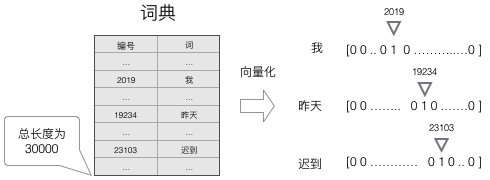 词典
编号 词
... ...
2019 我
... ...
19234 昨天
... ...
23103 迟到
... ...
总长度为
30000
向量化
2019
我 [0 0 .. 0 1 0 ..............0 ]
19234
昨天 [0 0 ........ 0 1 0 .......0 ]
23103
迟到 [0 0 ............ 0 1 0 .. 0 ]